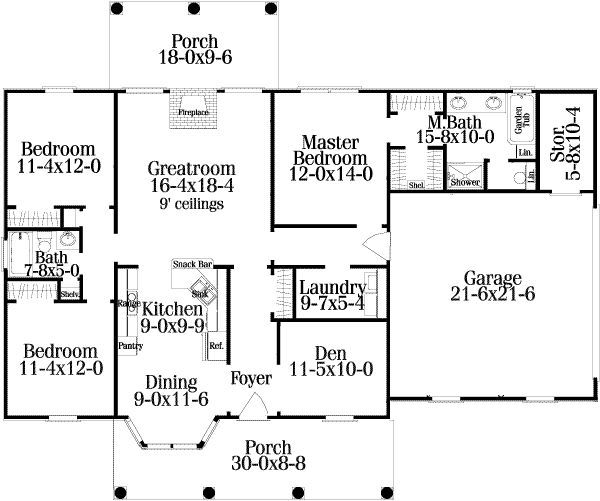 Porch
18-0x9-6
Fireplace
Bedroom
11-4x12-0
Greatroom
16-4x18-4
9' ceilings
Master
Bedroom
12-0x14-0
M.Bath
15-8x10-0
Garden
Tub
Lin.
Lin.
Shower
Shel.
Stor.
5-8x10-4
Bath
7-8x5-0
Shelv.
Snack Bar
Sink
Range
Kitchen
9-0x9-9
Pantry
Ref.
Laundry
9-7x5-4
Garage
21-6x21-6
Bedroom
11-4x12-0
Dining
9-0x11-6
Foyer
Den
11-5x10-0
Porch
30-0x8-8